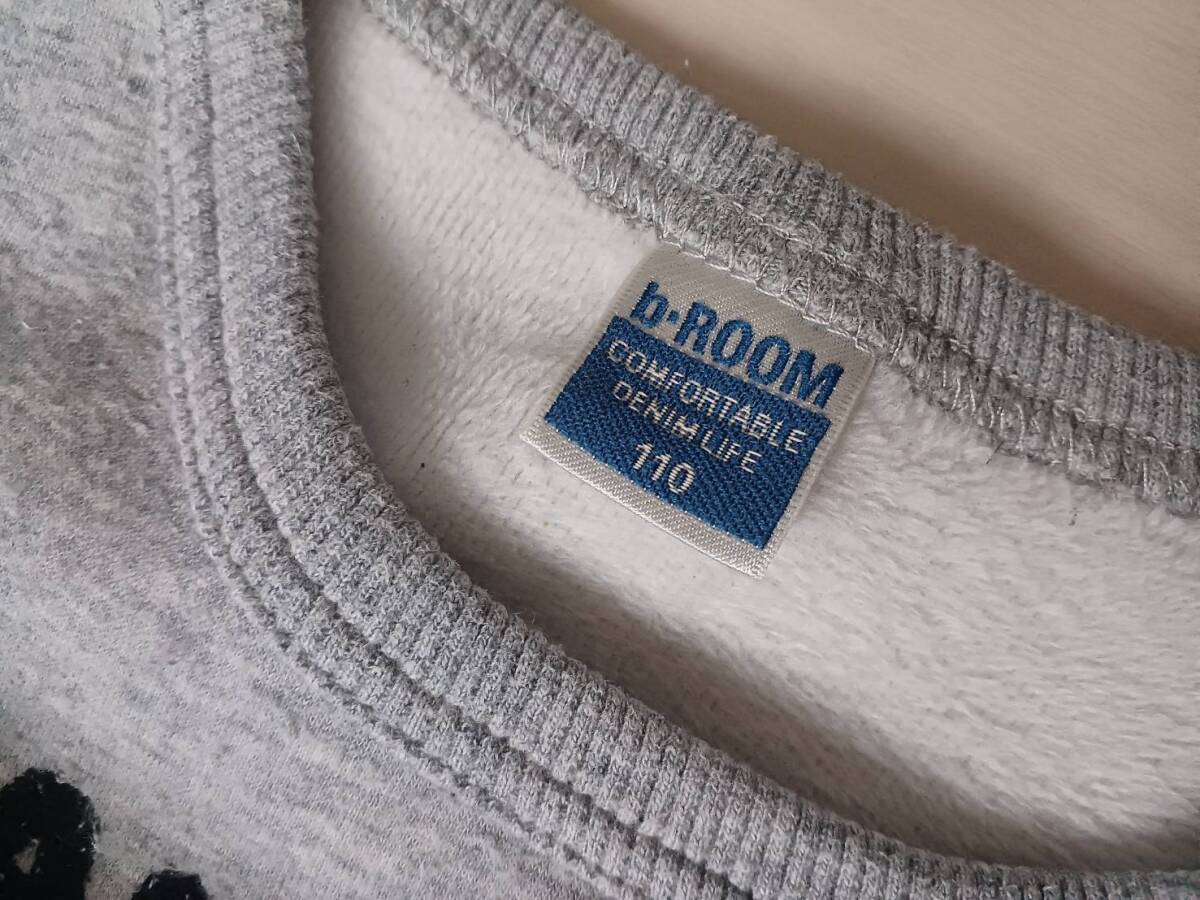 b·ROOM
COMFORTABLE
DENIM LIFE
110